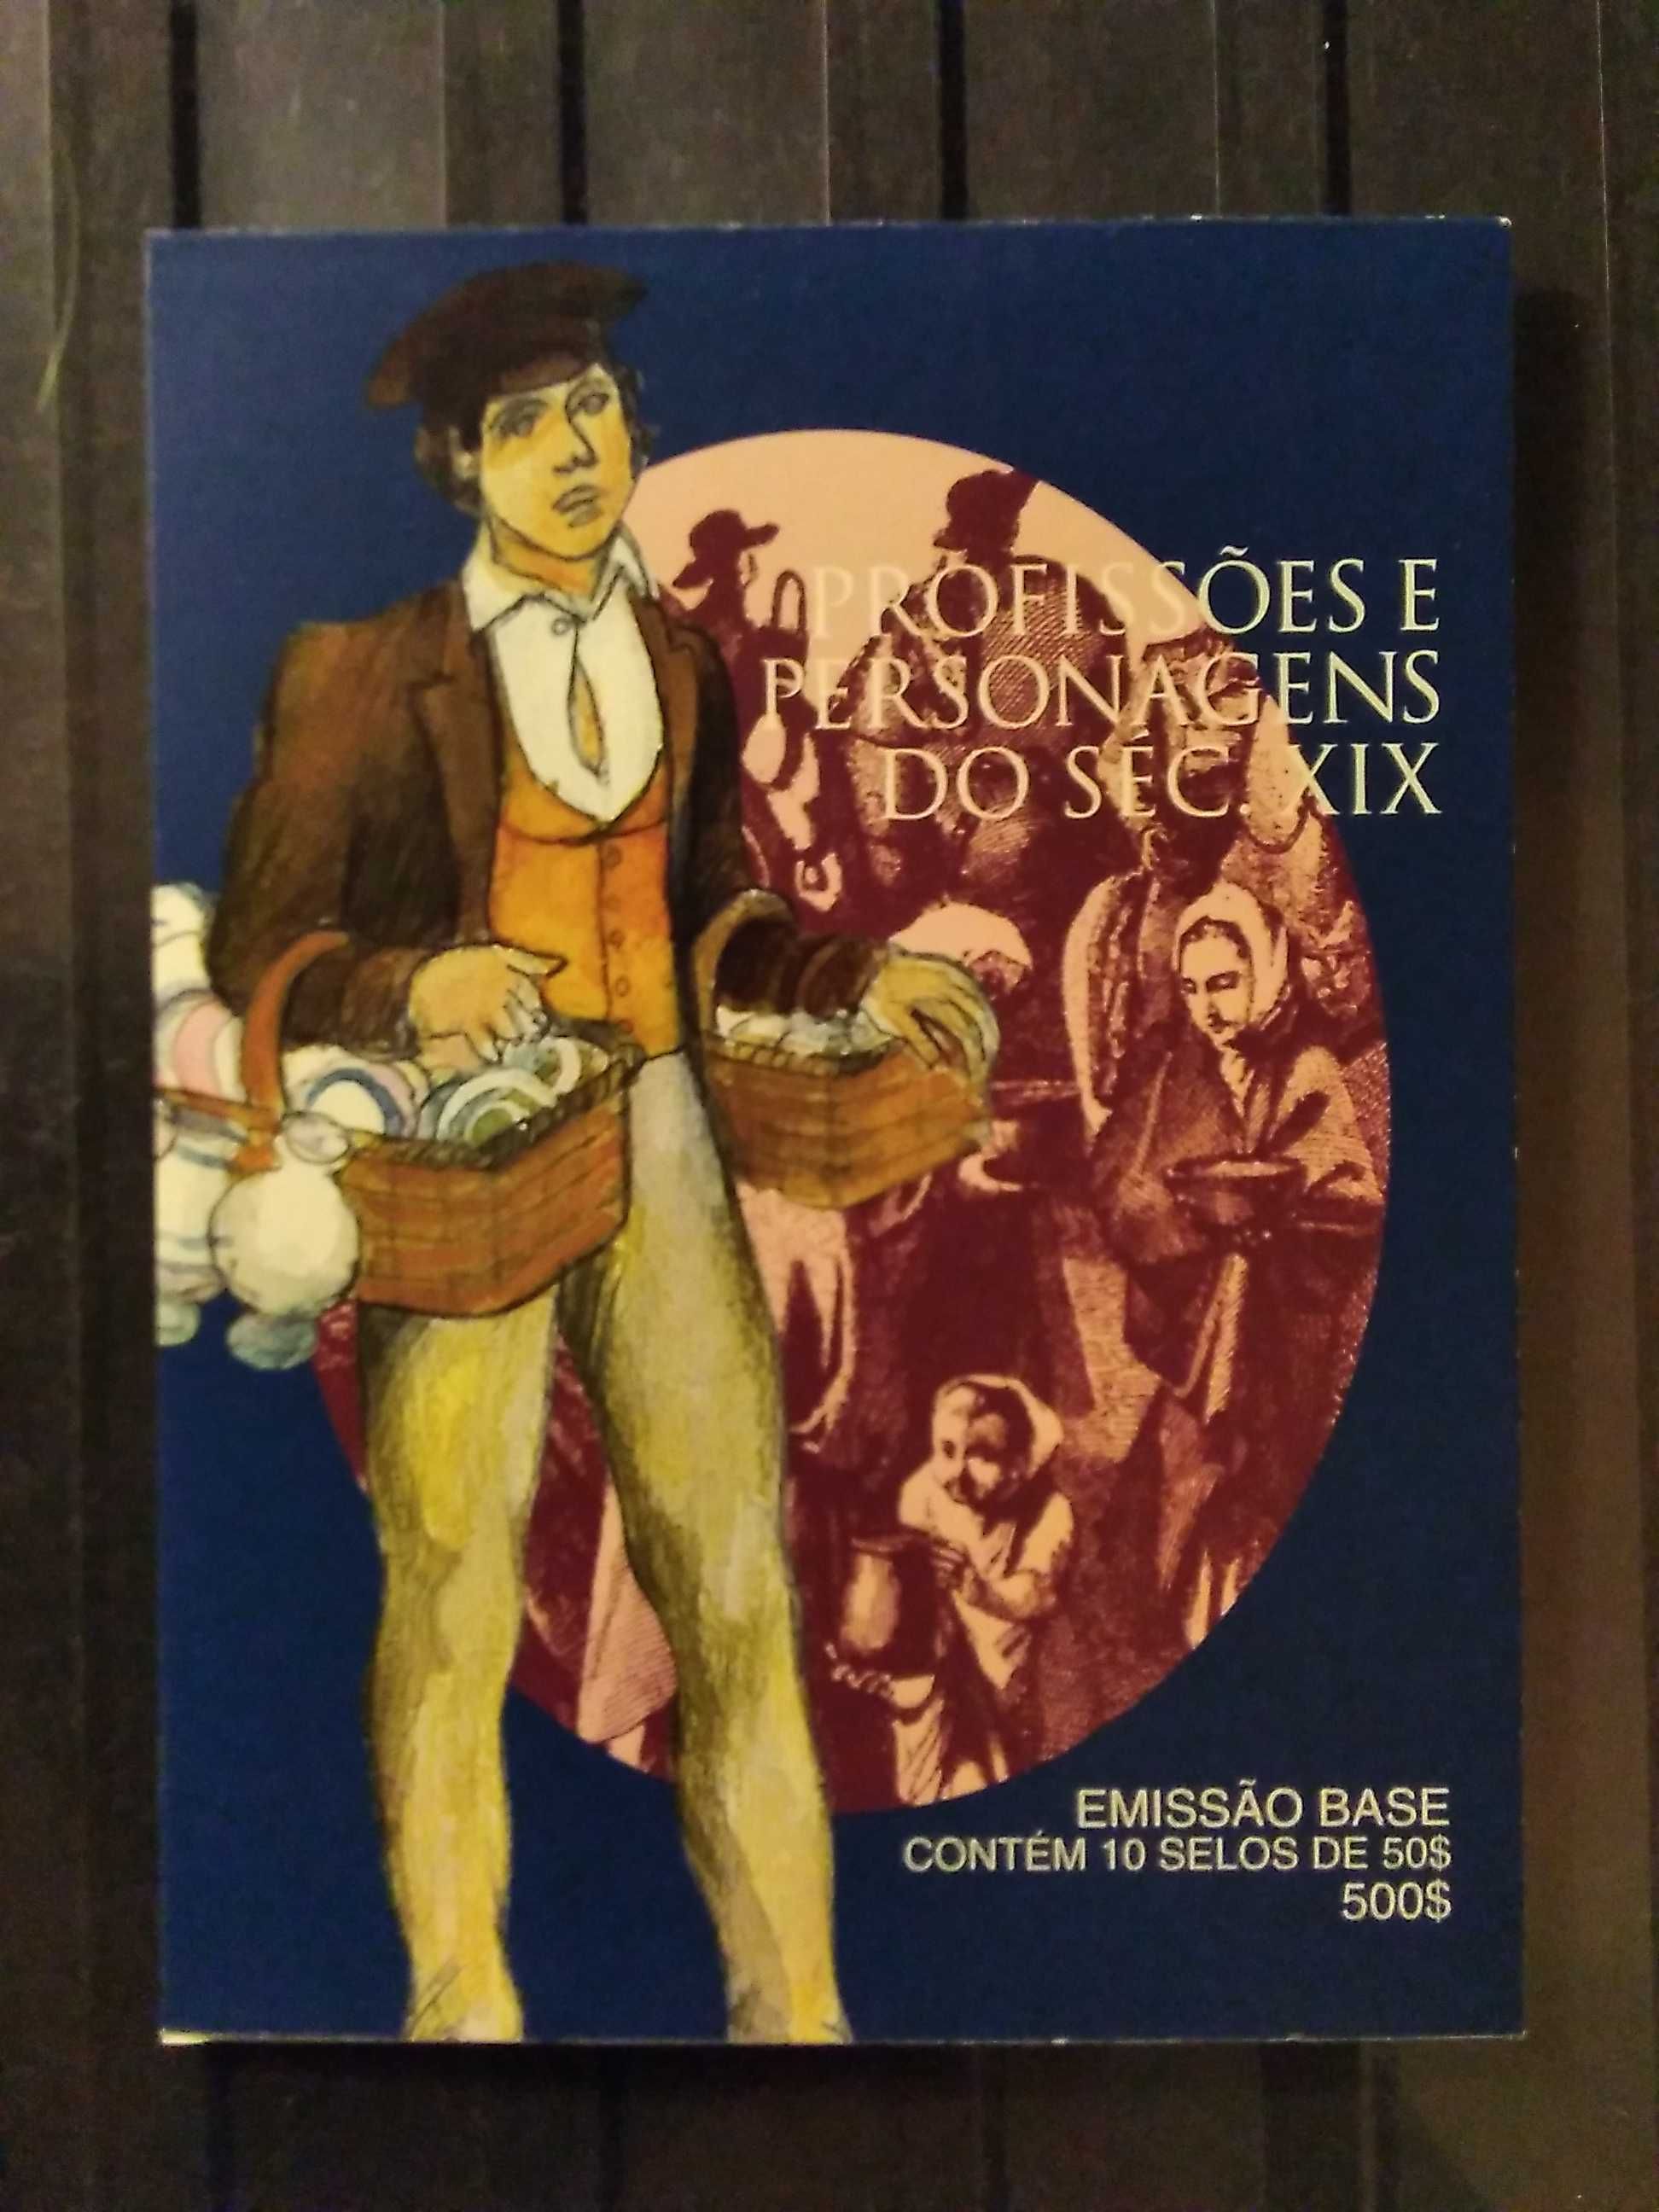 PROFISSÕES E
PERSONAGENS
DO SÉC. XIX
EMISSÃO BASE
CONTÉM 10 SELOS DE 50$
500$